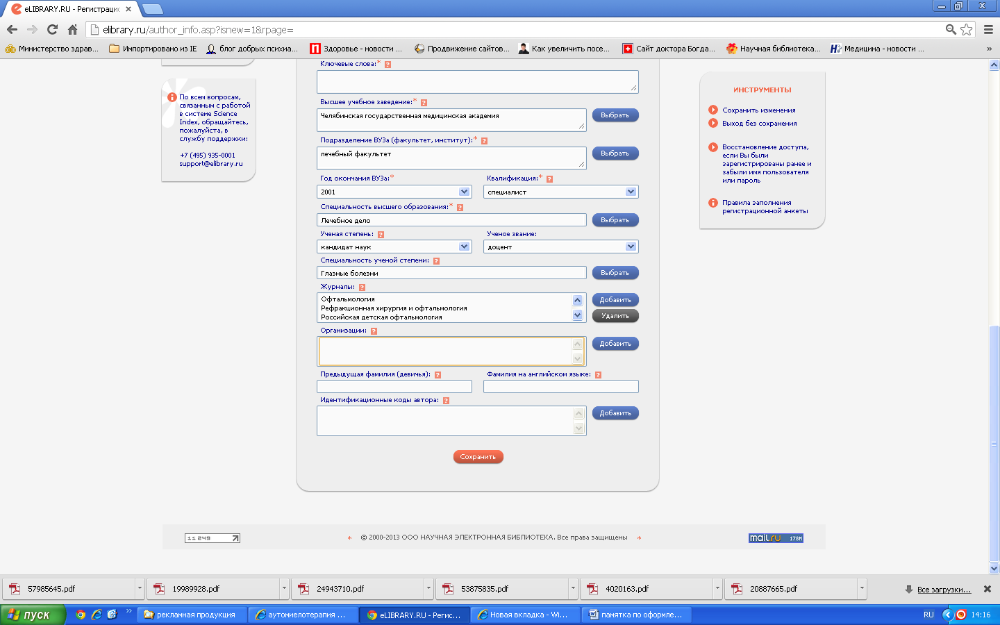 eLIBRARY.RU - Регистрацис
elibrary.ru/author_info.asp?isnew=1&rpage=
Министерство здрав...
Импортировано из IE
блог добрых психиа...
Здоровье - новости ...
Продвижение сайтов...
Как увеличить посе...
Сайт доктора Богда...
Научная библиотека...
Медицина - новости ...
»
По всем вопросам,
связанным с работой
в системе Science
Index, обращайтесь,
пожалуйста, в
службу поддержки:
+7 (495) 935-0001
support@elibrary.ru
Ключевые слова:* ?
Высшее учебное заведение:* ?
Челябинская государственная медицинская академия
Выбрать
Подразделение ВУЗа (факультет, институт):* ?
лечебный факультет
Выбрать
Год окончания ВУЗа:*
Квалификация:* ?
2001
специалист
Специальность высшего образования:* ?
Лечебное дело
Выбрать
Ученая степень: ?
Ученое звание:
кандидат наук
доцент
Специальность ученой степени: ?
Глазные болезни
Выбрать
Журналы: ?
Офтальмология
Рефракционная хирургия и офтальмология
Российская детская офтальмология
Добавить
Удалить
Организации: ?
Добавить
Предыдущая фамилия (девичья): ?
Фамилия на английском языке: ?
Идентификационные коды автора: ?
Добавить
Сохранить
ИНСТРУМЕНТЫ
Сохранить изменения
Выход без сохранения
Восстановление доступа,
если Вы были
зарегистрированы ранее и
забыли имя пользователя
или пароль
Правила заполнения
регистрационной анкеты
11 249
* © 2000-2013 ООО НАУЧНАЯ ЭЛЕКТРОННАЯ БИБЛИОТЕКА. Все права защищены *
mail.ru 178M
57985645.pdf
19989928.pdf
24943710.pdf
53875835.pdf
4020163.pdf
20887665.pdf
Все загрузки...
пуск
»
рекламная продукция
аутомиелотерапия ...
eLIBRARY.RU - Регис...
Новая вкладка - Wi...
памятка по оформле...
RU
14:16